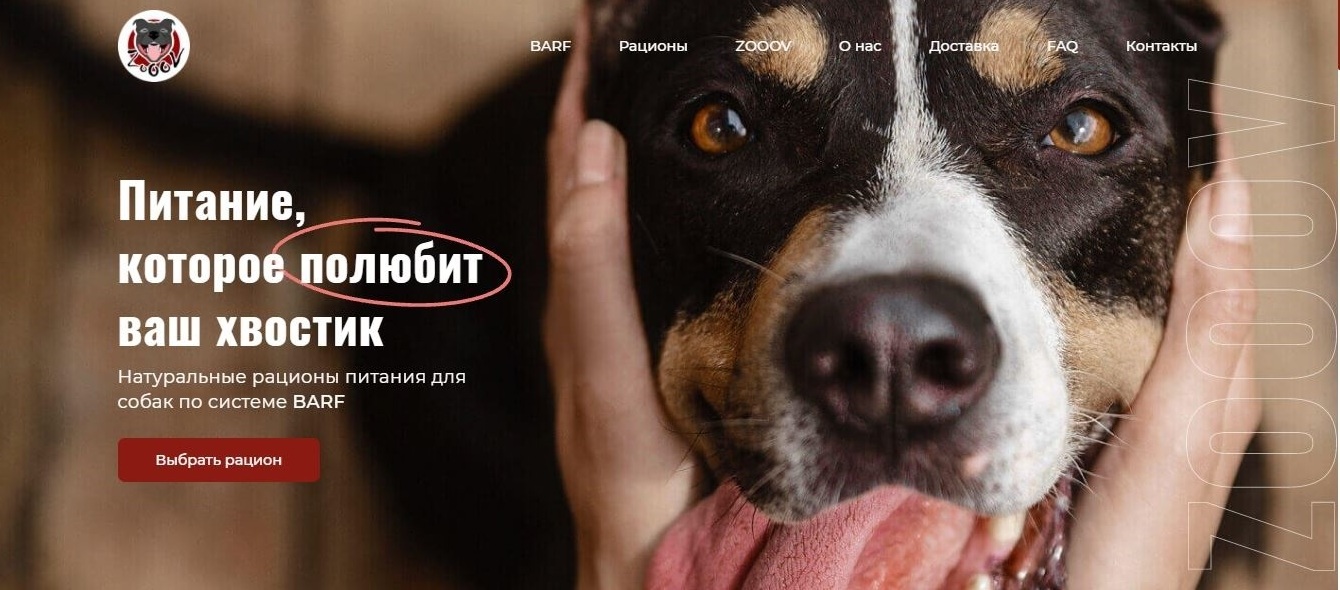 ZOOOV
BARF Рационы ZOOOV О нас Доставка FAQ Контакты
Питание,
которое полюбит
ваш хвостик
Натуральные рационы питания для
собак по системе BARF
Выбрать рацион
ZOOOV